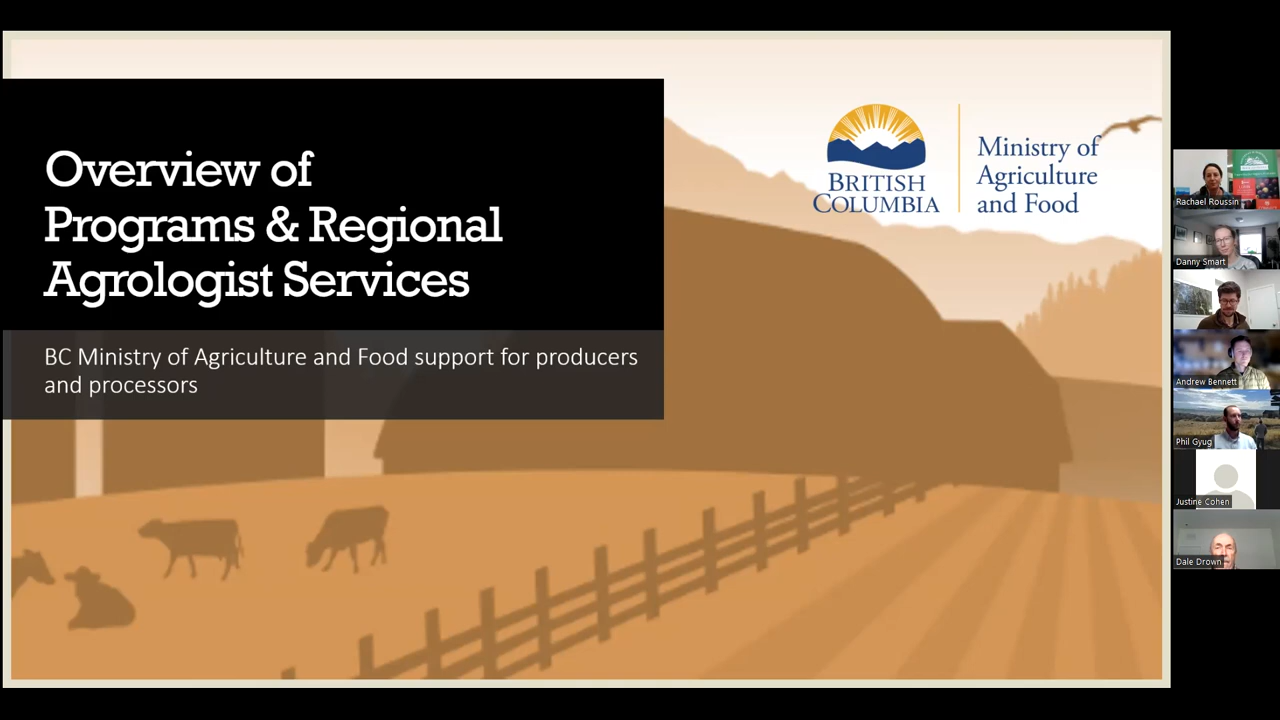 Overview of
Programs & Regional
Agrologist Services
BC Ministry of Agriculture and Food support for producers
and processors
BRITISH
COLUMBIA
Ministry of
Agriculture
and Food
Rachael Roussin
Danny Smart
Andrew Bennett
Phil Gyug
Justine Cohen
Dale Drown